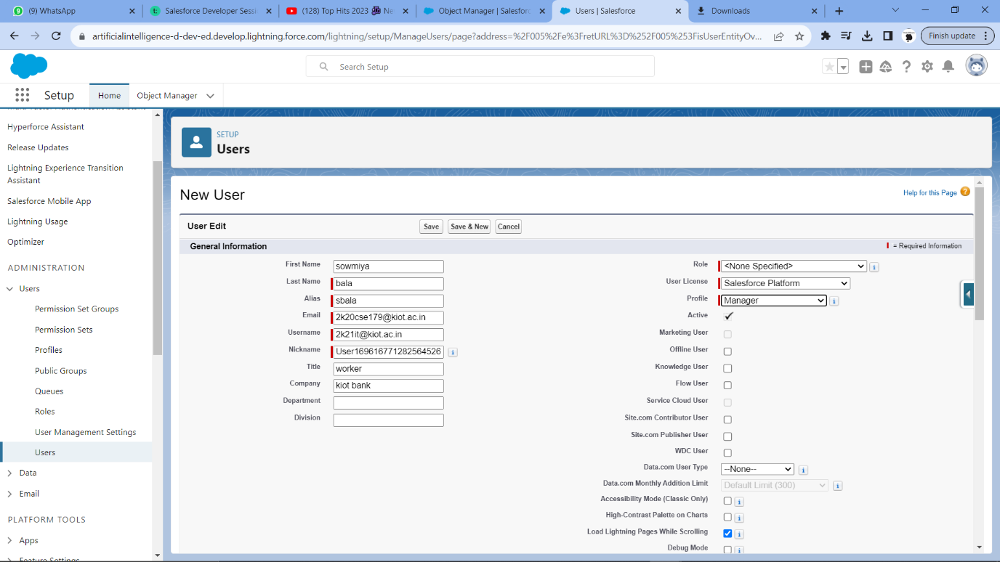 (9) WhatsApp
Salesforce Developer Sessi
(128) Top Hits 2023 🎆 Ne
Object Manager | Salesforc
Users | Salesforce
Downloads
artificialintelligence-d-dev-ed.develop.lightning.force.com/lightning/setup/ManageUsers/page?address=%2F005%2Fe%3FretURL%3D%252F005%253FisUserEntityOv...
Finish update
Search Setup
Setup
Home
Object Manager
Hyperforce Assistant
Release Updates
Lightning Experience Transition
Assistant
Salesforce Mobile App
Lightning Usage
Optimizer
ADMINISTRATION
Users
Permission Set Groups
Permission Sets
Profiles
Public Groups
Queues
Roles
User Management Settings
Users
Data
Email
PLATFORM TOOLS
Apps
Feature Settings
SETUP
Users
New User
Help for this Page
User Edit
Save
Save & New
Cancel
General Information
= Required Information
First Name sowmiya
Last Name bala
Alias sbala
Email 2k20cse179@kiot.ac.in
Username 2k21it@kiot.ac.in
Nickname User169616771282564526
Title worker
Company kiot bank
Department
Division
Role <None Specified>
User License Salesforce Platform
Profile Manager
Active
Marketing User
Offline User
Knowledge User
Flow User
Service Cloud User
Site.com Contributor User
Site.com Publisher User
WDC User
Data.com User Type --None--
Data.com Monthly Addition Limit Default Limit (300)
Accessibility Mode (Classic Only)
High-Contrast Palette on Charts
Load Lightning Pages While Scrolling
Debug Mode